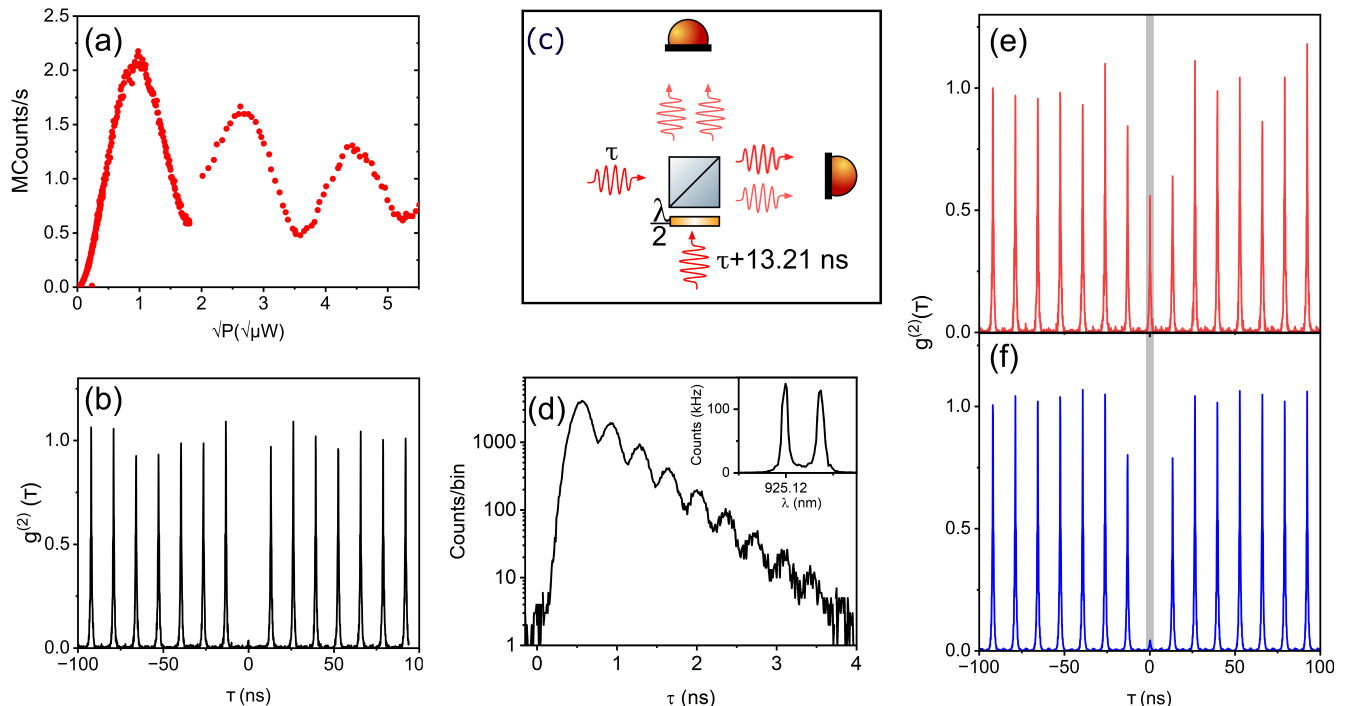 (a)
2.5
2.0
1.5
1.0
0.5
0.0
MCounts/s
0 1 2 3 4 5
√P(√μW)
(c)
τ
λ
2
τ+13.21 ns
(e)
1.0
0.5
0.0
g(2)(τ)
(b)
1.0
0.5
0.0
g(2) (τ)
−100 −50 0 50 10
τ (ns)
(d)
1000
100
10
1
Counts/bin
0 1 2 3 4
τ (ns)
100
0
Counts (kHz)
925.12
λ (nm)
(f)
1.0
0.5
0.0
−100 −50 0 50 100
τ (ns)